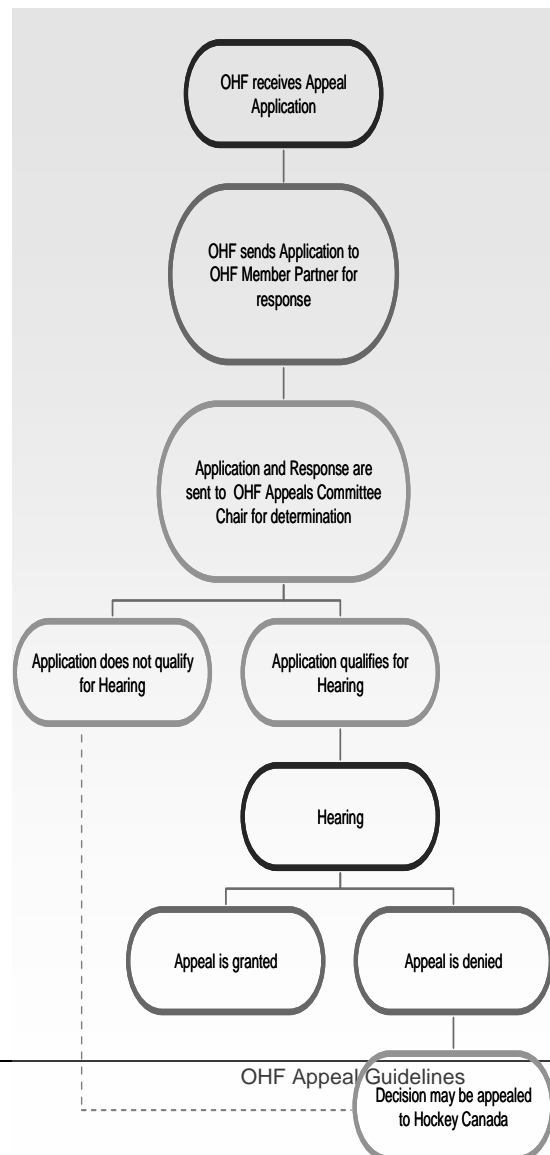 OHF receives Appeal
Application
OHF sends Application to
OHF Member Partner for
response
Application and Response are
sent to OHF Appeals Committee
Chair for determination
Application does not qualify
for Hearing
Application qualifies for
Hearing
Hearing
Appeal is granted
Appeal is denied
OHF Appeal Guidelines
Decision may be appealed
to Hockey Canada